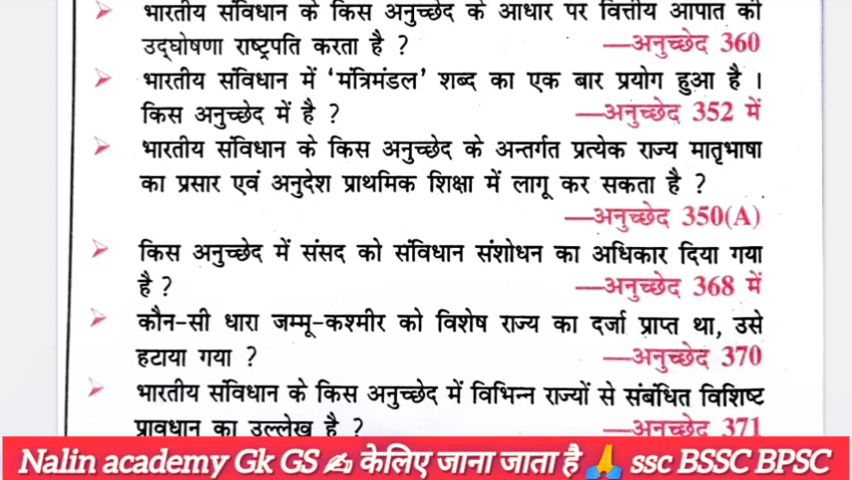 भारतीय संविधान के किस अनुच्छेद के आधार पर वित्तीय आपात की
उद्घोषणा राष्ट्रपति करता है ? —अनुच्छेद 360
भारतीय संविधान में ‘मंत्रिमंडल’ शब्द का एक बार प्रयोग हुआ है ।
किस अनुच्छेद में है ? —अनुच्छेद 352 में
भारतीय संविधान के किस अनुच्छेद के अन्तर्गत प्रत्येक राज्य मातृभाषा
का प्रसार एवं अनुदेश प्राथमिक शिक्षा में लागू कर सकता है ?
—अनुच्छेद 350(A)
किस अनुच्छेद में संसद को संविधान संशोधन का अधिकार दिया गया
है ? —अनुच्छेद 368 में
कौन-सी धारा जम्मू-कश्मीर को विशेष राज्य का दर्जा प्राप्त था, उसे
हटाया गया ? —अनुच्छेद 370
भारतीय संविधान के किस अनुच्छेद में विभिन्न राज्यों से संबंधित विशिष्ट
प्रावधान का उल्लेख है ? —अनुच्छेद 371
Nalin academy Gk GS ✍️ केलिए जाना जाता है 🙏 ssc BSSC BPSC